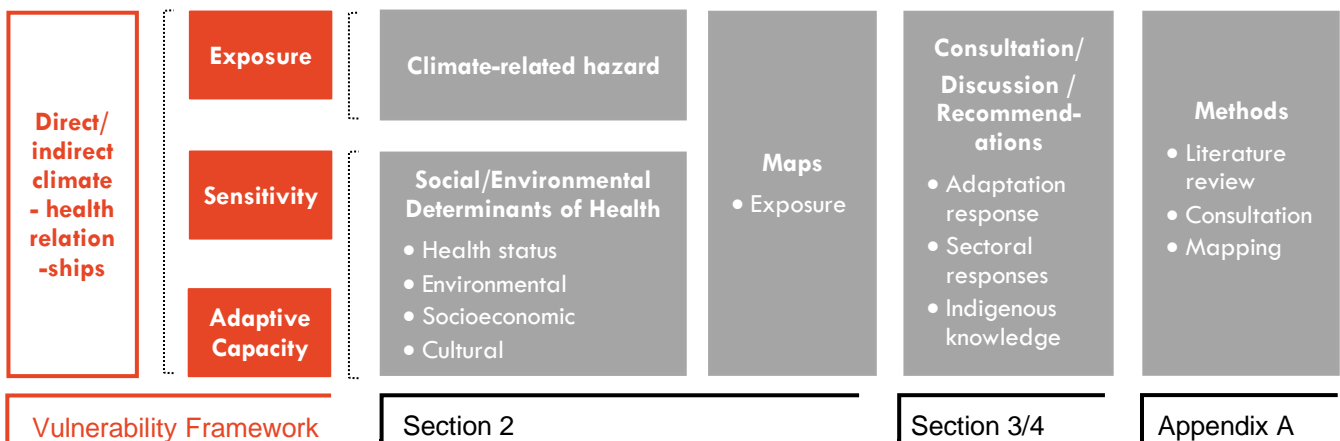 Direct/
indirect
climate
- health
relation
-ships
Exposure
Sensitivity
Adaptive
Capacity
Climate-related hazard
Social/Environmental
Determinants of Health
• Health status
• Environmental
• Socioeconomic
• Cultural
Maps
• Exposure
Consultation/
Discussion /
Recommend-
ations
• Adaptation
response
• Sectoral
responses
• Indigenous
knowledge
Methods
• Literature
review
• Consultation
• Mapping
Vulnerability Framework
Section 2
Section 3/4
Appendix A